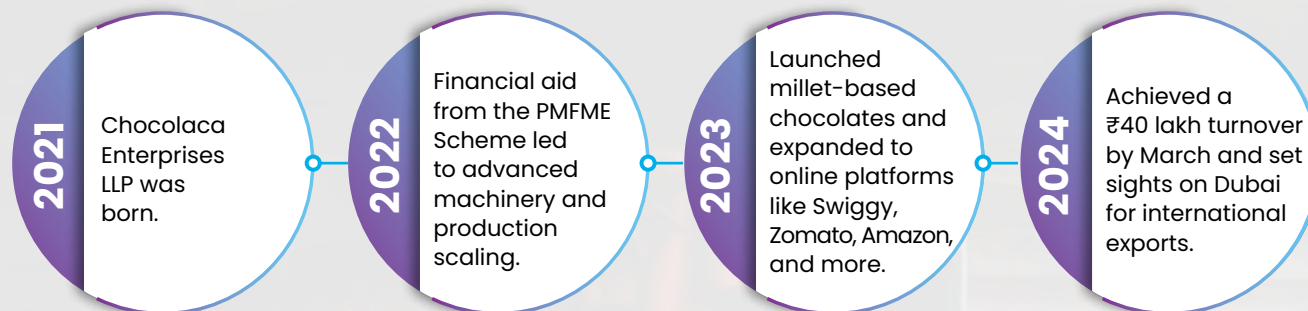 2021
Chocolaca
Enterprises
LLP was
born.
2022
Financial aid
from the PMFME
Scheme led
to advanced
machinery and
production
scaling.
2023
Launched
millet-based
chocolates and
expanded to
online platforms
like Swiggy,
Zomato, Amazon,
and more.
2024
Achieved a
₹40 lakh turnover
by March and set
sights on Dubai
for international
exports.